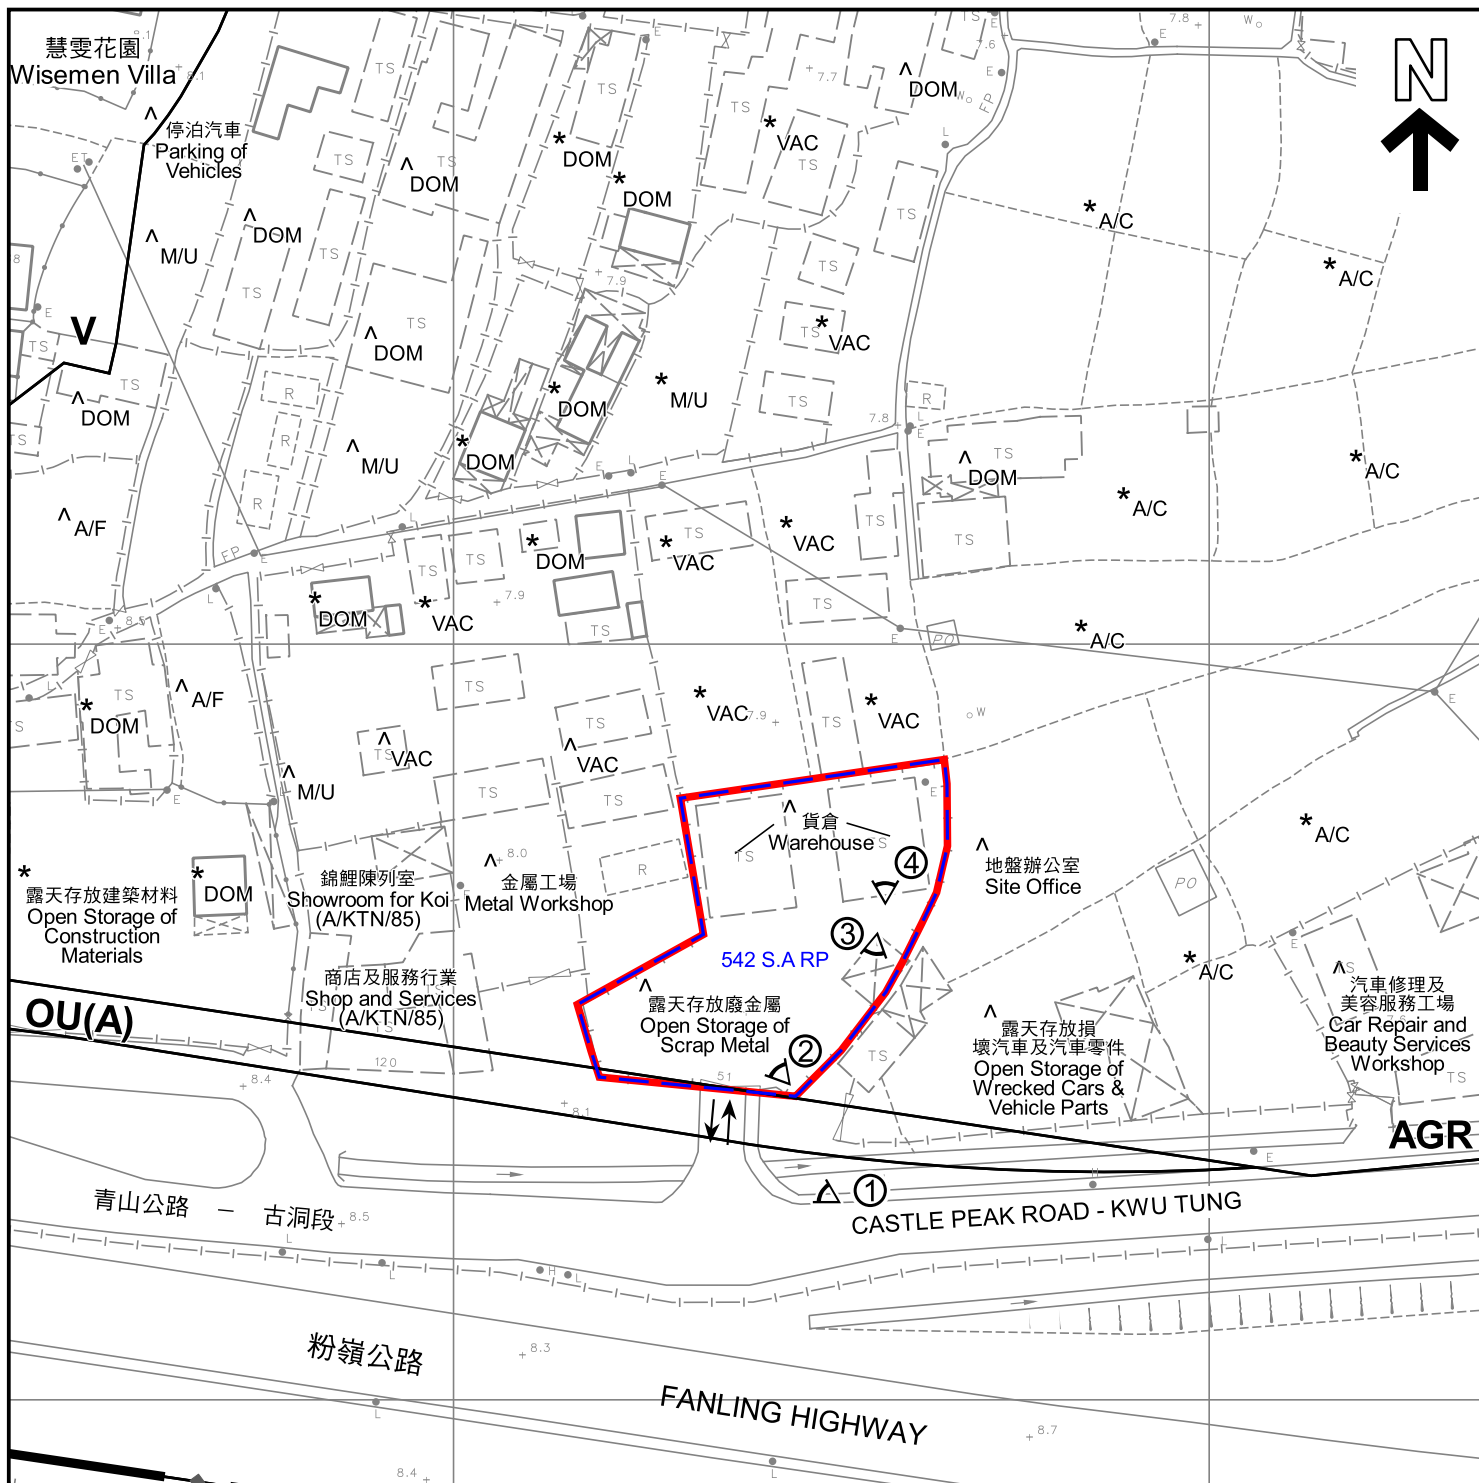 慧雯花園
Wisemen Villa
停泊汽車
Parking of
Vehicles
N
V
M/U
DOM
DOM
DOM
DOM
VAC
DOM
A/C
A/C
DOM
DOM
M/U
A/F
DOM
DOM
M/U
VAC
DOM
A/C
A/C
DOM
VAC
DOM
VAC
VAC
A/C
DOM
A/F
M/U
VAC
VAC
VAC
VAC
A/C
露天存放建築材料
Open Storage of
Construction
Materials
DOM
錦鯉陳列室
Showroom for Koi
(A/KTN/85)
金屬工場
Metal Workshop
貨倉
Warehouse
④
地盤辦公室
Site Office
③
542 S.A RP
商店及服務行業
Shop and Services
(A/KTN/85)
露天存放廢金屬
Open Storage of
Scrap Metal
②
露天存放損
壞汽車及汽車零件
Open Storage of
Wrecked Cars &
Vehicle Parts
A/C
汽車修理及
美容服務工場
Car Repair and
Beauty Services
Workshop
OU(A)
AGR
①
青山公路 — 古洞段
CASTLE PEAK ROAD - KWU TUNG
粉嶺公路
FANLING HIGHWAY